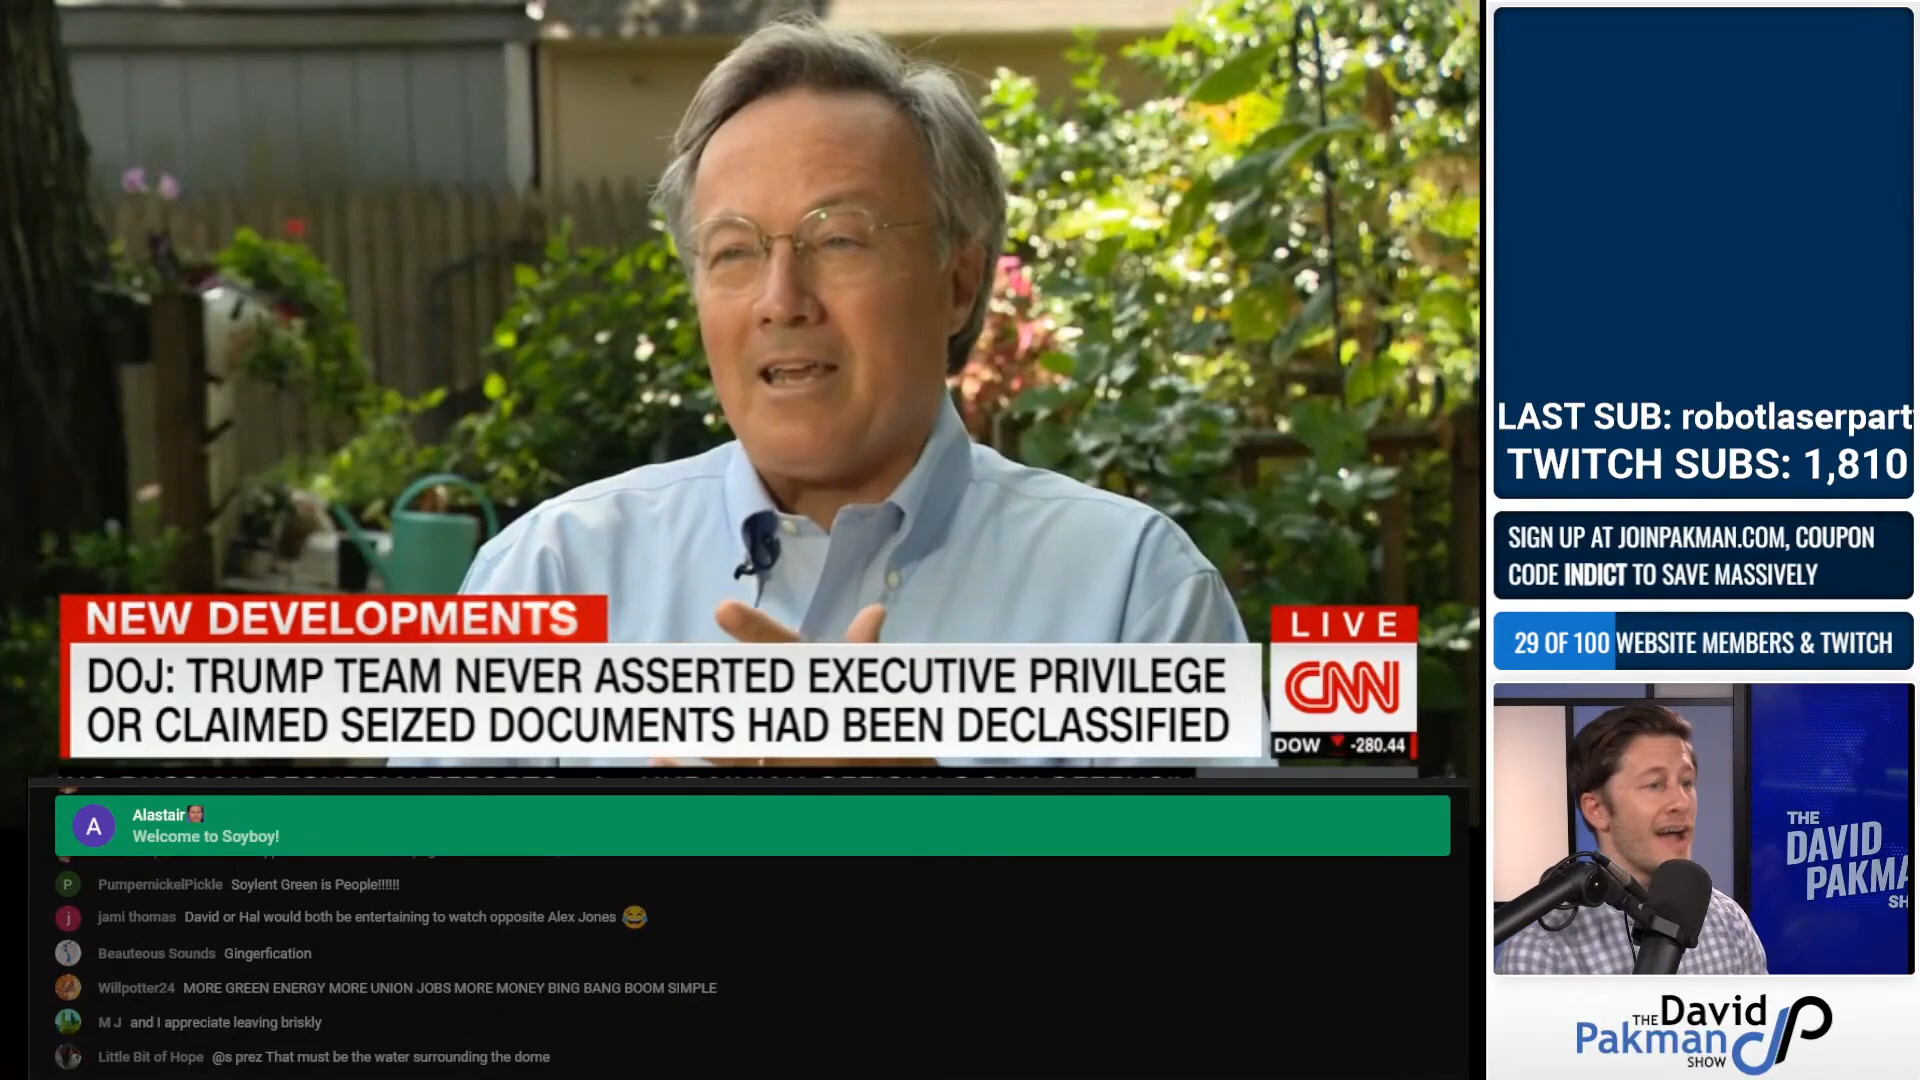 NEW DEVELOPMENTS
DOJ: TRUMP TEAM NEVER ASSERTED EXECUTIVE PRIVILEGE
OR CLAIMED SEIZED DOCUMENTS HAD BEEN DECLASSIFIED
LIVE
CNN
DOW ▼ -280.44
A
Alastair
Welcome to Soyboy!
P PumpernickelPickle Soylent Green is People!!!!!!
j jami thomas David or Hal would both be entertaining to watch opposite Alex Jones 😂
Beauteous Sounds Gingerfication
Willpotter24 MORE GREEN ENERGY MORE UNION JOBS MORE MONEY BING BANG BOOM SIMPLE
M J and I appreciate leaving briskly
Little Bit of Hope @s prez That must be the water surrounding the dome
LAST SUB: robotlaserpart
TWITCH SUBS: 1,810
SIGN UP AT JOINPAKMAN.COM, COUPON
CODE INDICT TO SAVE MASSIVELY
29 OF 100 WEBSITE MEMBERS & TWITCH
THE
DAVID
PAKMA
SH
THE David
Pakman
SHOW